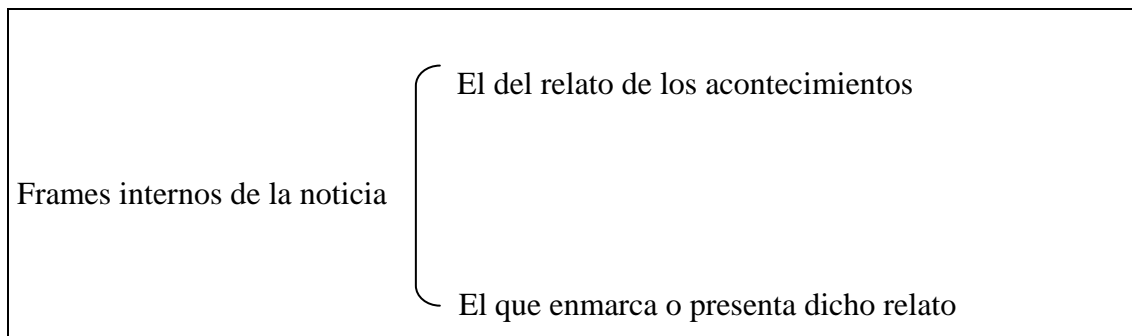 El del relato de los acontecimientos
Frames internos de la noticia
El que enmarca o presenta dicho relato